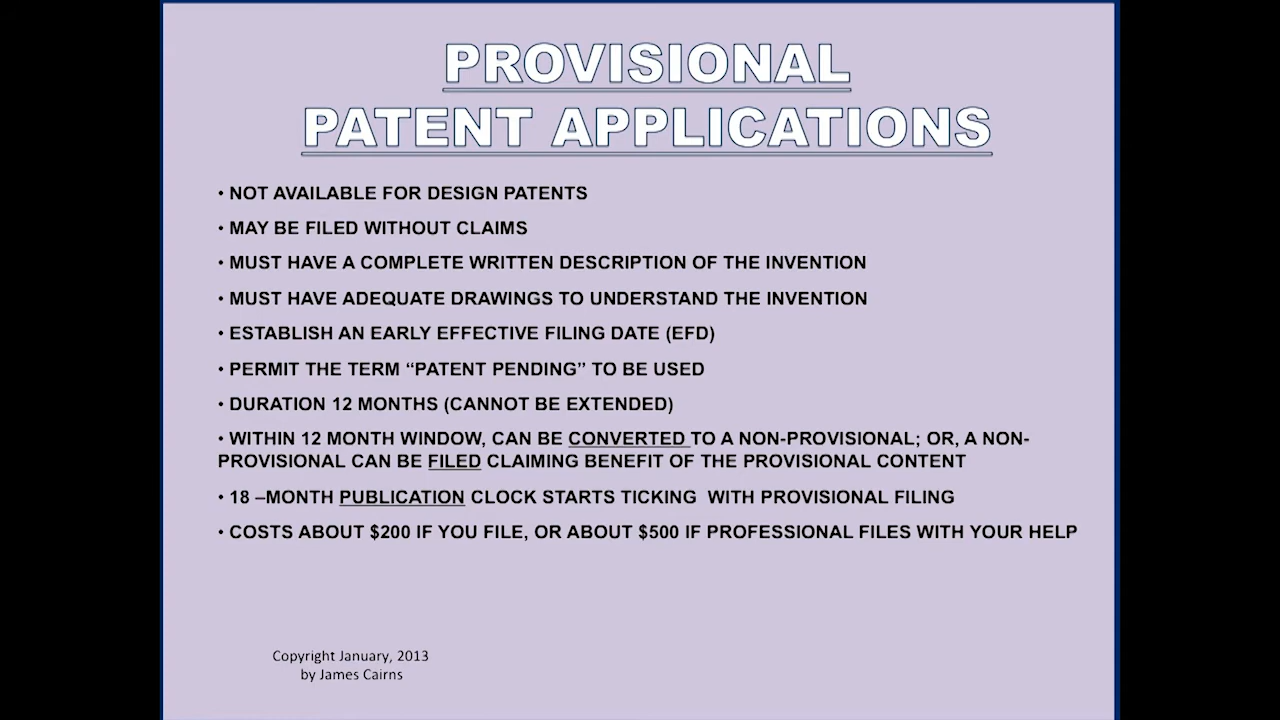 PROVISIONAL
PATENT APPLICATIONS
• NOT AVAILABLE FOR DESIGN PATENTS
• MAY BE FILED WITHOUT CLAIMS
• MUST HAVE A COMPLETE WRITTEN DESCRIPTION OF THE INVENTION
• MUST HAVE ADEQUATE DRAWINGS TO UNDERSTAND THE INVENTION
• ESTABLISH AN EARLY EFFECTIVE FILING DATE (EFD)
• PERMIT THE TERM “PATENT PENDING” TO BE USED
• DURATION 12 MONTHS (CANNOT BE EXTENDED)
• WITHIN 12 MONTH WINDOW, CAN BE CONVERTED TO A NON-PROVISIONAL; OR, A NON-
PROVISIONAL CAN BE FILED CLAIMING BENEFIT OF THE PROVISIONAL CONTENT
• 18 –MONTH PUBLICATION CLOCK STARTS TICKING  WITH PROVISIONAL FILING
• COSTS ABOUT $200 IF YOU FILE, OR ABOUT $500 IF PROFESSIONAL FILES WITH YOUR HELP
Copyright January, 2013
by James Cairns